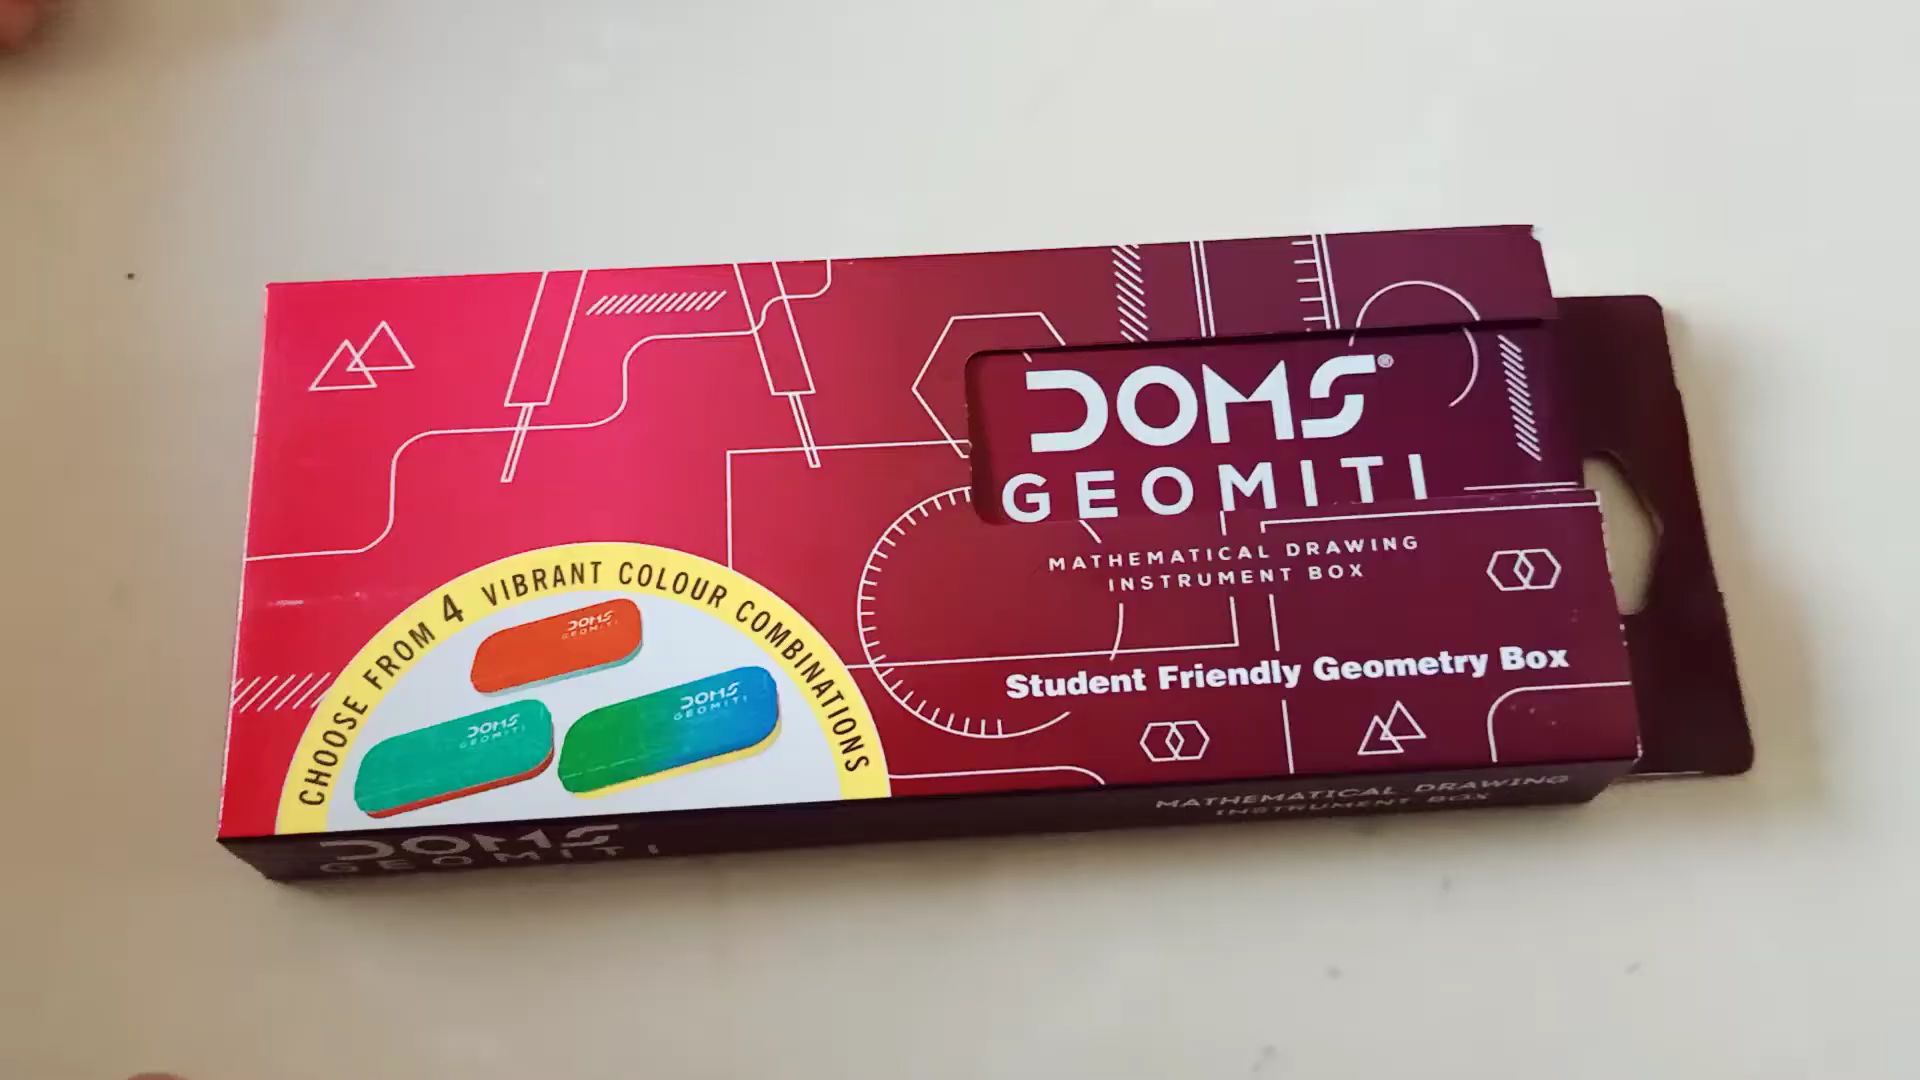 DOMS®
GEOMITI
MATHEMATICAL DRAWING
INSTRUMENT BOX
Student Friendly Geometry Box
CHOOSE FROM 4 VIBRANT COLOUR COMBINATIONS
DOMS
GEOMITI
DOMS
GEOMITI
DOMS
GEOMITI
DOMS
GEOMITI
MATHEMATICAL DRAWING
INSTRUMENT BOX